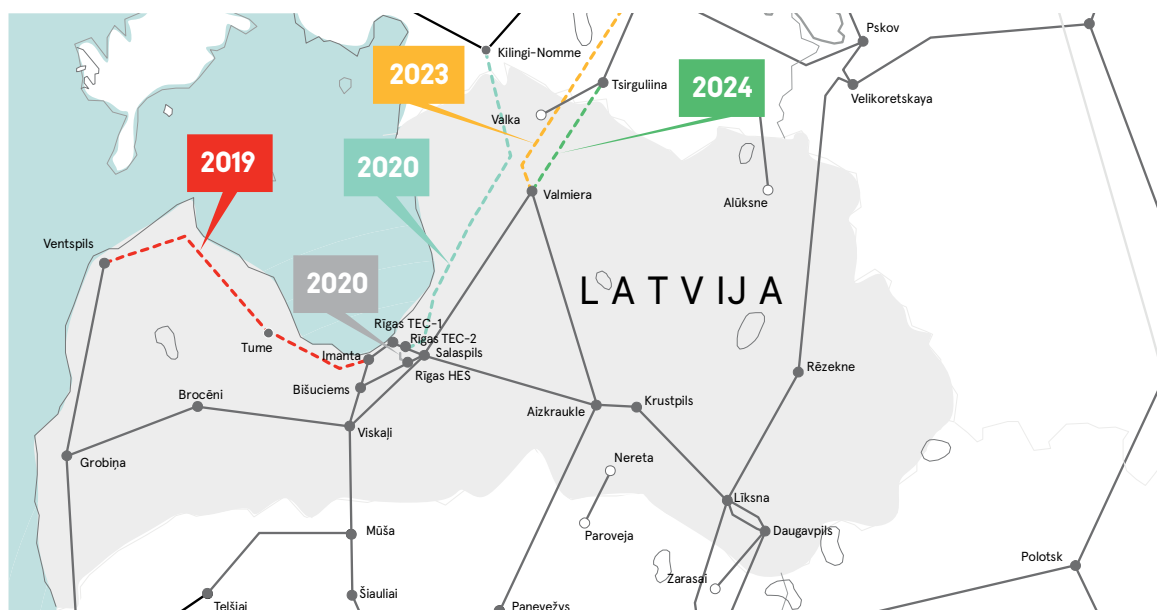 Pskov
Kilingi-Nomme
2023
Tsirguliina
2024
Velikoretskaya
Valka
2019
2020
Valmiera
Alūksne
Ventspils
2020
LATVIJA
Rīgas TEC-1
Rīgas TEC-2
Tume
Imanta
Salaspils
Rīgas HES
Rēzekne
Bišuciems
Brocēni
Krustpils
Aizkraukle
Viskaļi
Grobiņa
Nereta
Līksna
Mūša
Paroveja
Daugavpils
Polotsk
Zarasai
Šiauliai
Telšiai
Panevėžys